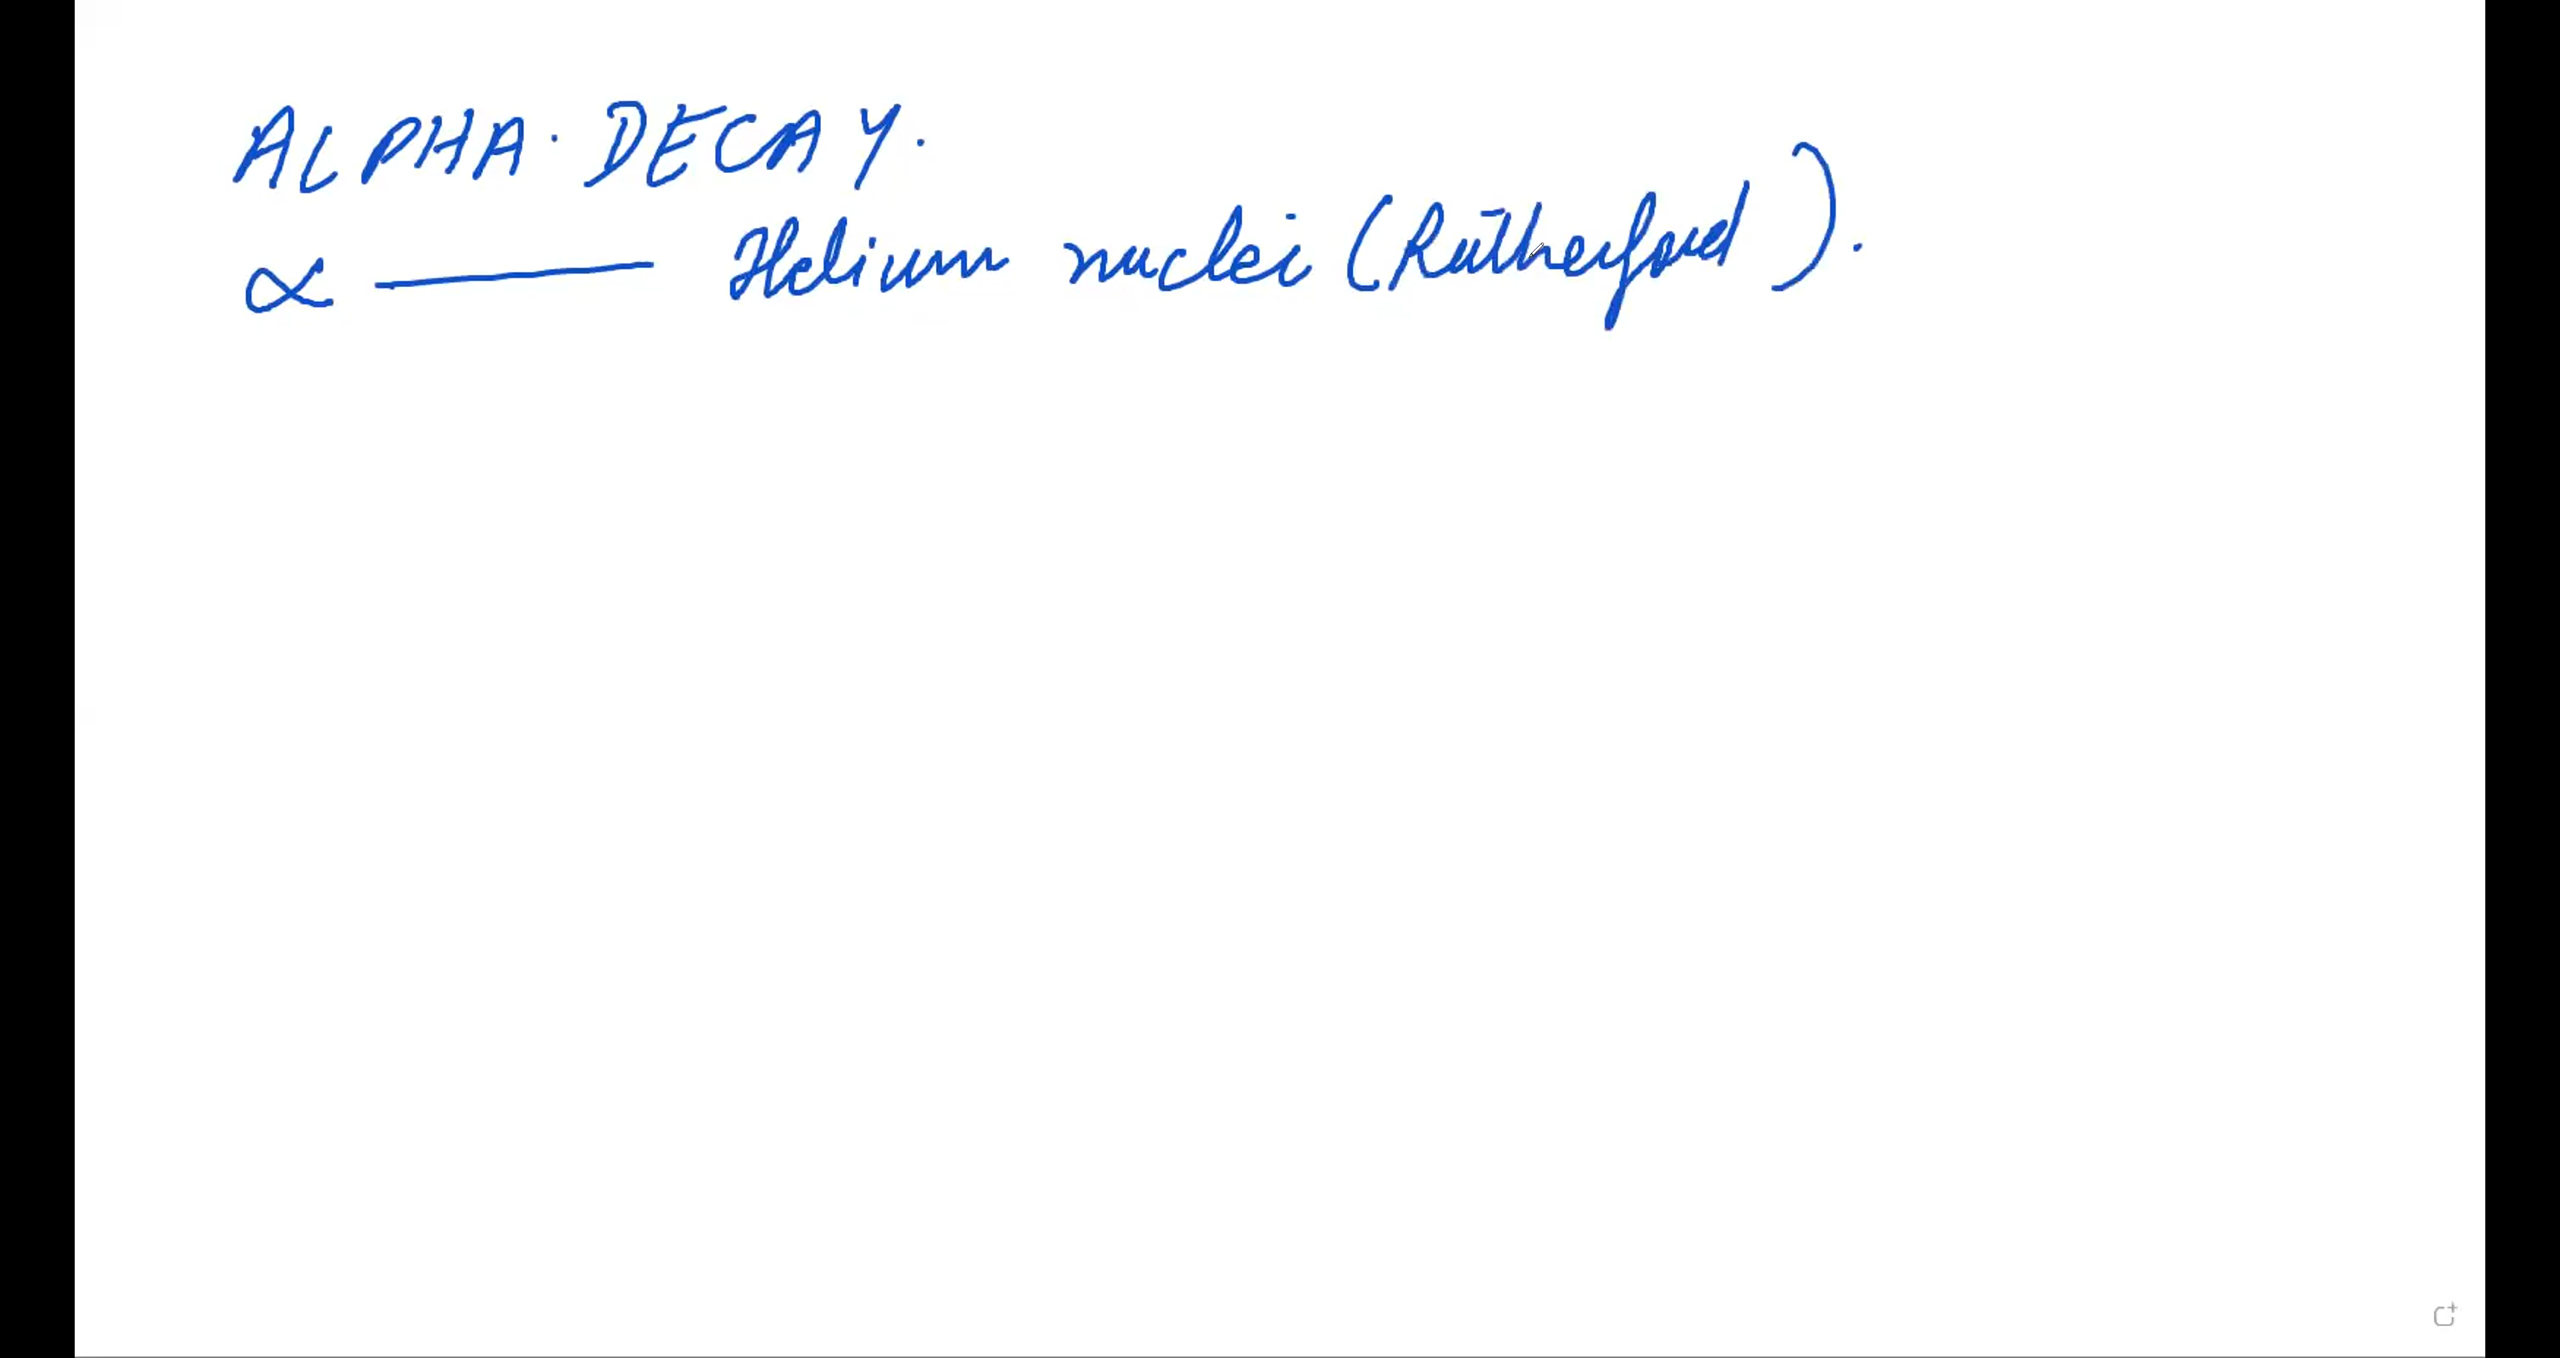 ALPHA. DECAY.
∝ —— Helium nuclei (Rutherford).